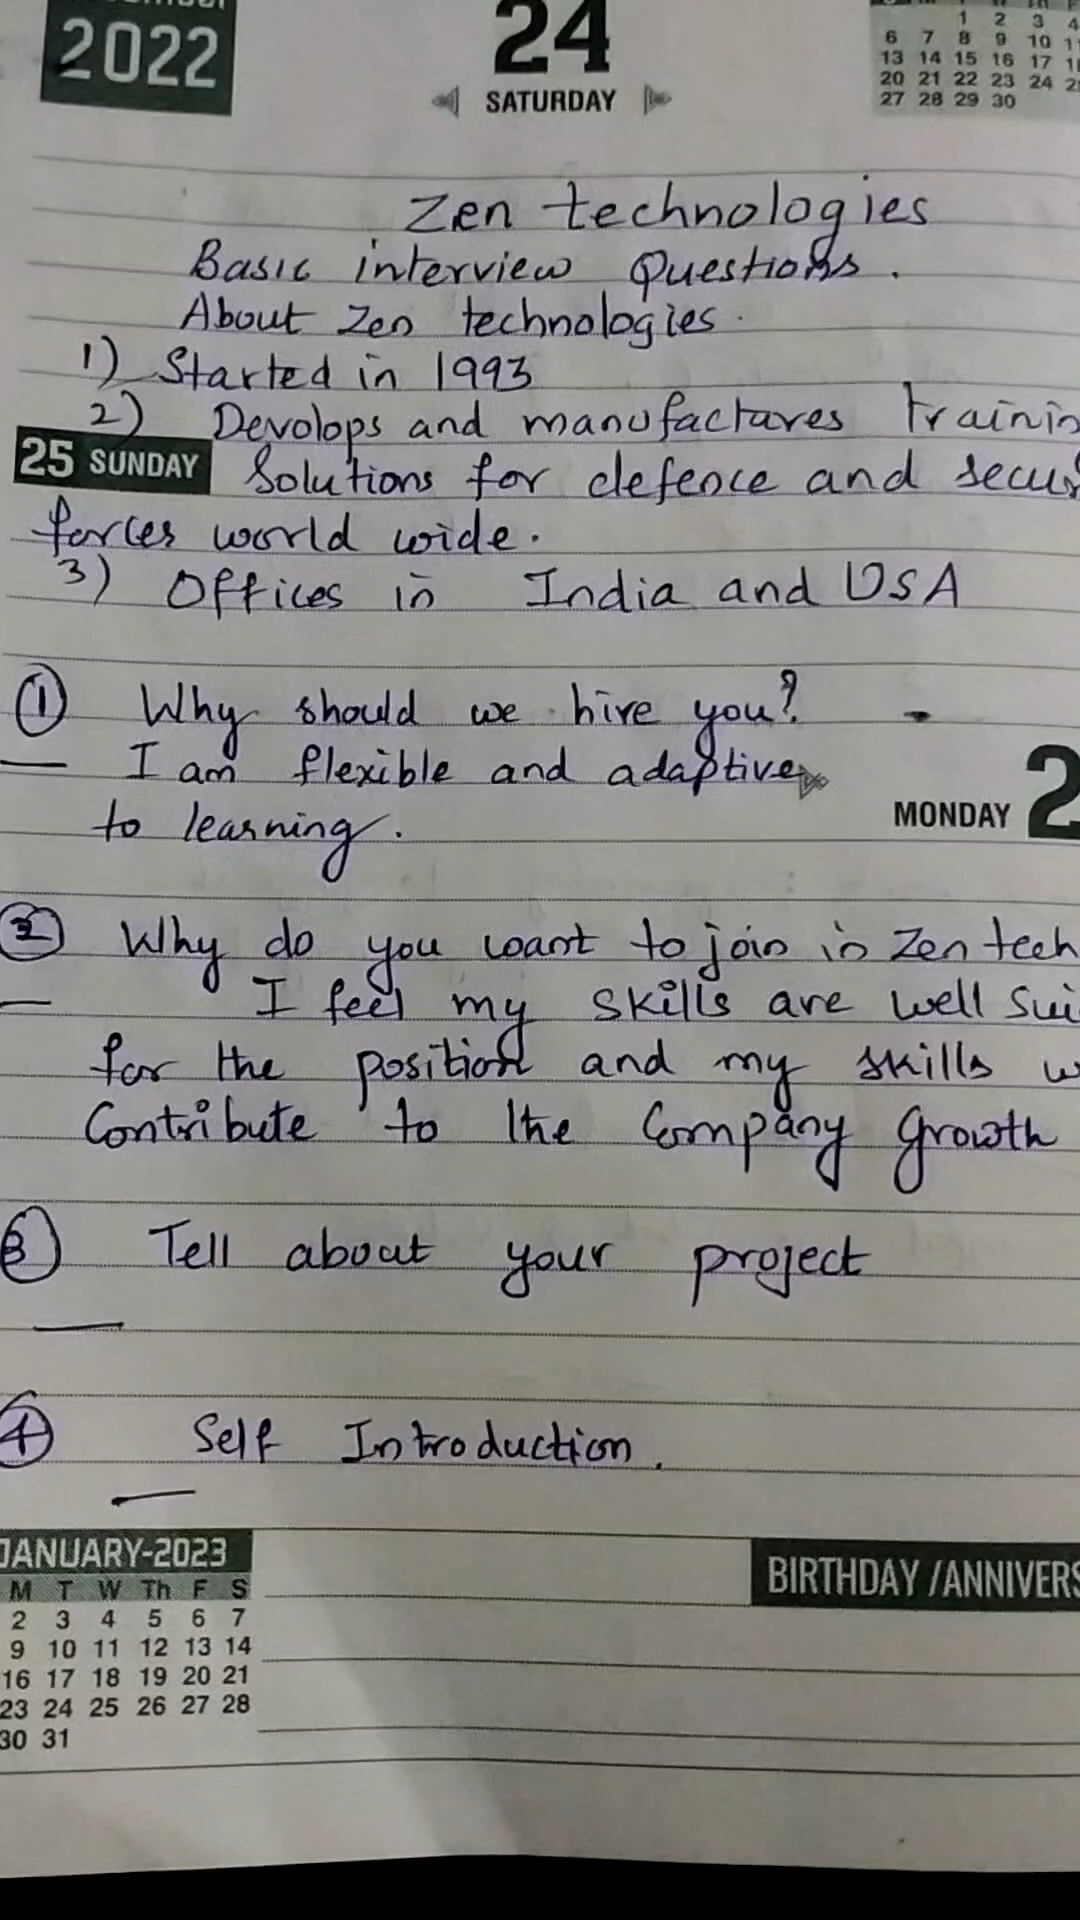 2022
24
SATURDAY
1 2 3 4
6 7 8 9 10
13 14 15 16 17
20 21 22 23 24
27 28 29 30
Zen technologies
Basic interview Questions.
About Zen technologies.
1) Started in 1993
2) Devolops and manufactures trainin
25 SUNDAY
Solutions for defence and secur
forces world wide.
3) Offices in India and USA
1 Why should we hire you?
I am flexible and adaptive
to learning.
MONDAY 2
2 Why do you want to join in Zen tech
I feel my skills are well sui
for the position and my skills w
Contribute to the Company growth
3 Tell about your project
4 Self Introduction.
JANUARY-2023
M T W Th F S
2 3 4 5 6 7
9 10 11 12 13 14
16 17 18 19 20 21
23 24 25 26 27 28
30 31
BIRTHDAY /ANNIVERS